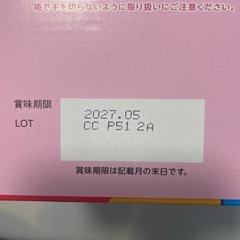 箱で手を切らないように取り扱いにご注意ください。
賞味期限 2027.05
LOT CC P51 2A
賞味期限は記載月の末日です。